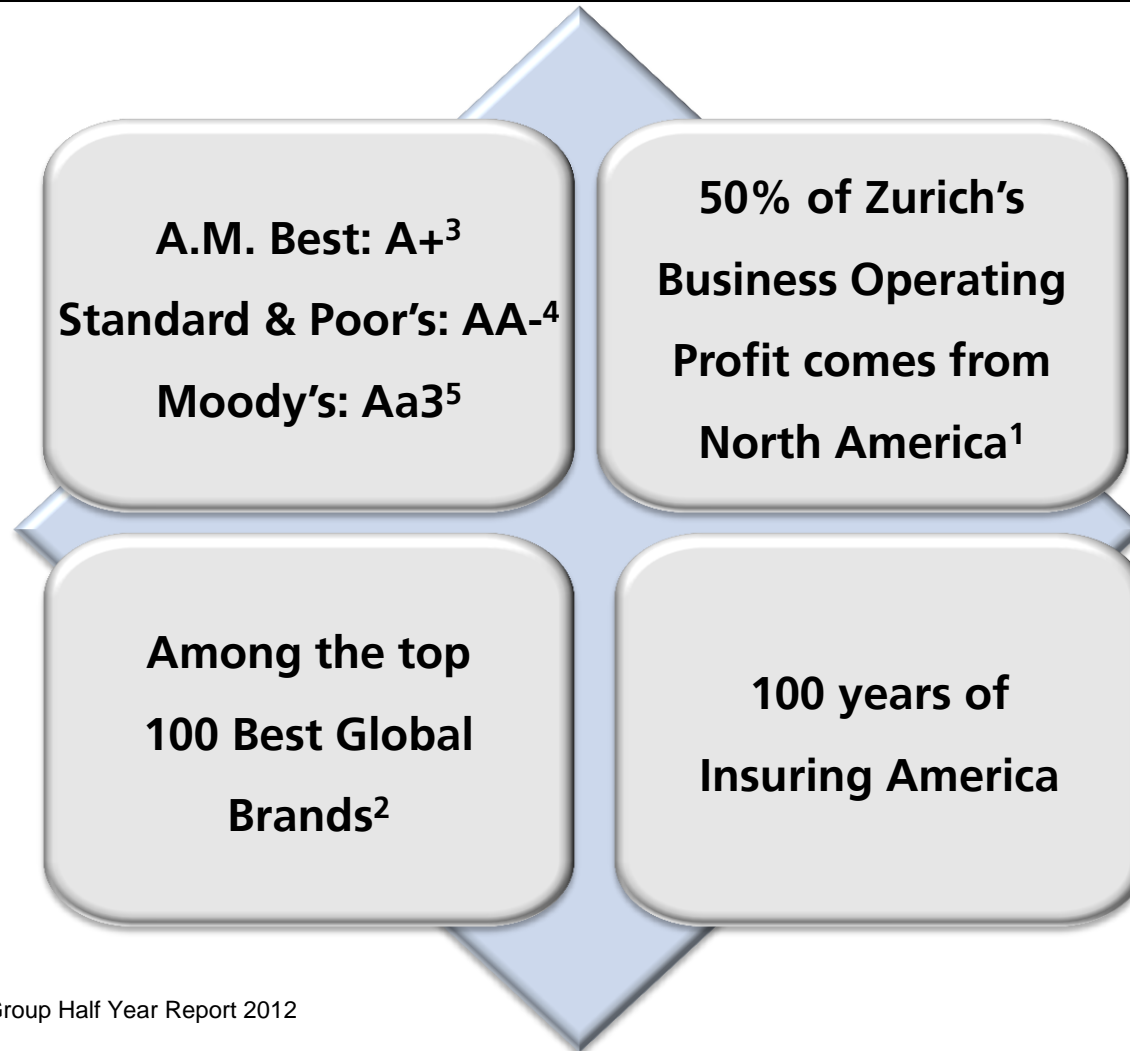 A.M. Best: A+³
Standard & Poor's: AA-⁴
Moody's: Aa3⁵
50% of Zurich's
Business Operating
Profit comes from
North America¹
Among the top
100 Best Global
Brands²
100 years of
Insuring America
Group Half Year Report 2012